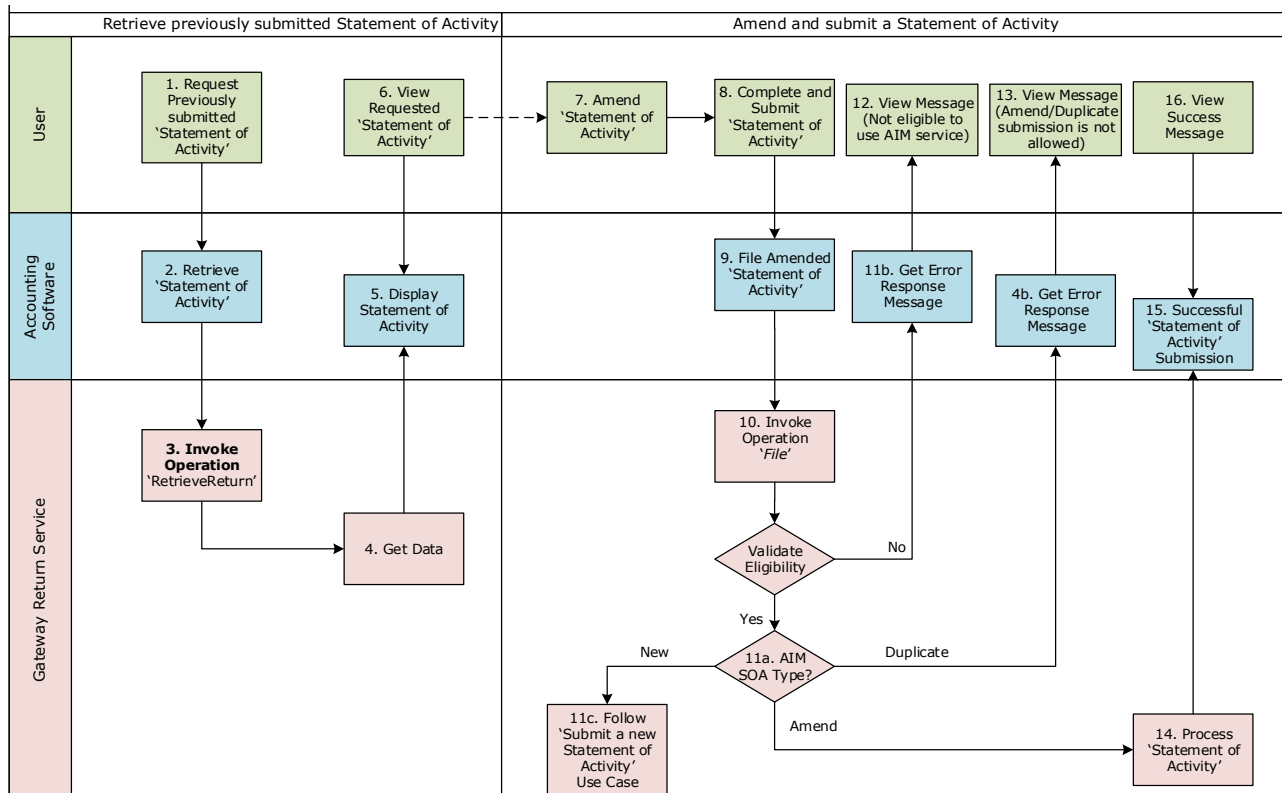 Retrieve previously submitted Statement of Activity
Amend and submit a Statement of Activity
User
1. Request
Previously
submitted
‘Statement of
Activity’
6. View
Requested
‘Statement of
Activity’
7. Amend
‘Statement of
Activity’
8. Complete and
Submit
‘Statement of
Activity’
12. View Message
(Not eligible to
use AIM service)
13. View Message
(Amend/Duplicate
submission is not
allowed)
16. View
Success
Message
Accounting
Software
2. Retrieve
‘Statement of
Activity’
5. Display
Statement of
Activity
9. File Amended
‘Statement of
Activity’
11b. Get Error
Response
Message
4b. Get Error
Response
Message
15. Successful
‘Statement of
Activity’
Submission
Gateway Return Service
3. Invoke
Operation
‘RetrieveReturn’
4. Get Data
10. Invoke
Operation
‘File’
Validate
Eligibility
No
Yes
11a. AIM
SOA Type?
New
Duplicate
Amend
11c. Follow
‘Submit a new
Statement of
Activity’
Use Case
14. Process
‘Statement of
Activity’